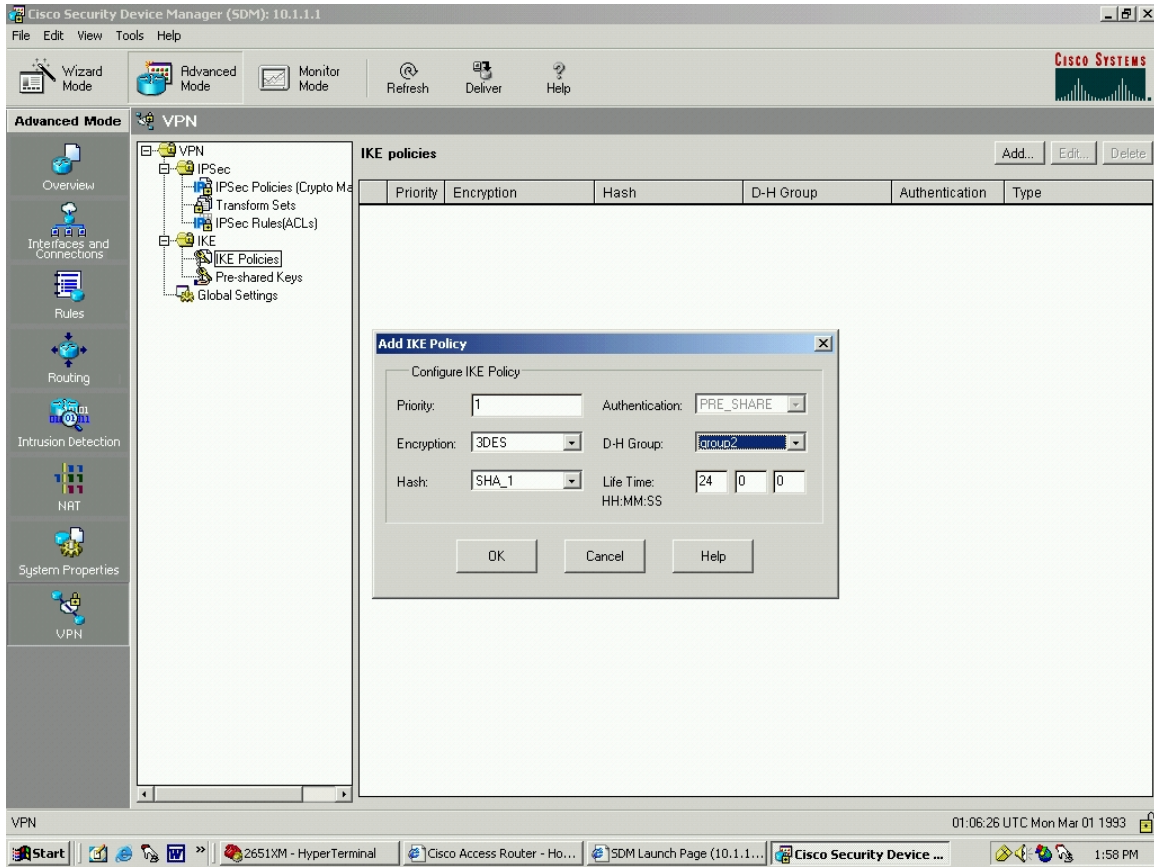 Cisco Security Device Manager (SDM): 10.1.1.1
File Edit View Tools Help
Wizard Mode
Advanced Mode
Monitor Mode
Refresh
Deliver
Help
CISCO SYSTEMS
Advanced Mode
VPN
Overview
Interfaces and Connections
Rules
Routing
Intrusion Detection
NAT
System Properties
VPN
VPN
IPSec
IPSec Policies (Crypto Ma
Transform Sets
IPSec Rules(ACLs)
IKE
IKE Policies
Pre-shared Keys
Global Settings
IKE policies
Add... Edit... Delete
Priority Encryption Hash D-H Group Authentication Type
Add IKE Policy
Configure IKE Policy
Priority: 1 Authentication: PRE_SHARE
Encryption: 3DES D-H Group: group2
Hash: SHA_1 Life Time: 24 0 0
HH:MM:SS
OK Cancel Help
VPN
01:06:26 UTC Mon Mar 01 1993
Start
2651XM - HyperTerminal
Cisco Access Router - Ho...
SDM Launch Page (10.1.1...
Cisco Security Device ...
1:58 PM